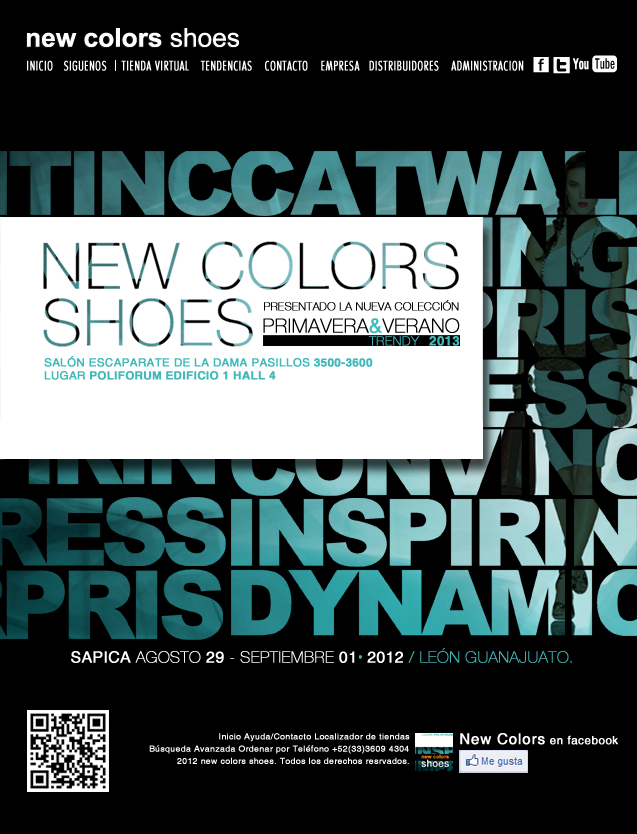 new colors shoes
INICIO SIGUENOS | TIENDA VIRTUAL TENDENCIAS CONTACTO EMPRESA DISTRIBUIDORES ADMINISTRACION f t You Tube
TINCCATWAL
ING
NEW COLORS
SHOES
PRESENTADO LA NUEVA COLECCIÓN
PRIMAVERA&VERANO
TRENDY 2013
PRIS
SALÓN ESCAPARATE DE LA DAMA PASILLOS 3500-3600
LUGAR POLIFORUM EDIFICIO 1 HALL 4
ESS
IRIN CONVINC
RESSINSPIRIN
RPRISDYNAMIC
SAPICA AGOSTO 29 - SEPTIEMBRE 01• 2012 / LEÓN GUANAJUATO.
Inicio Ayuda/Contacto Localizador de tiendas
Búsqueda Avanzada Ordenar por Teléfono +52(33)3609 4304
2012 new colors shoes. Todos los derechos resrvados.
INSP
new colors
shoes
New Colors en facebook
Me gusta